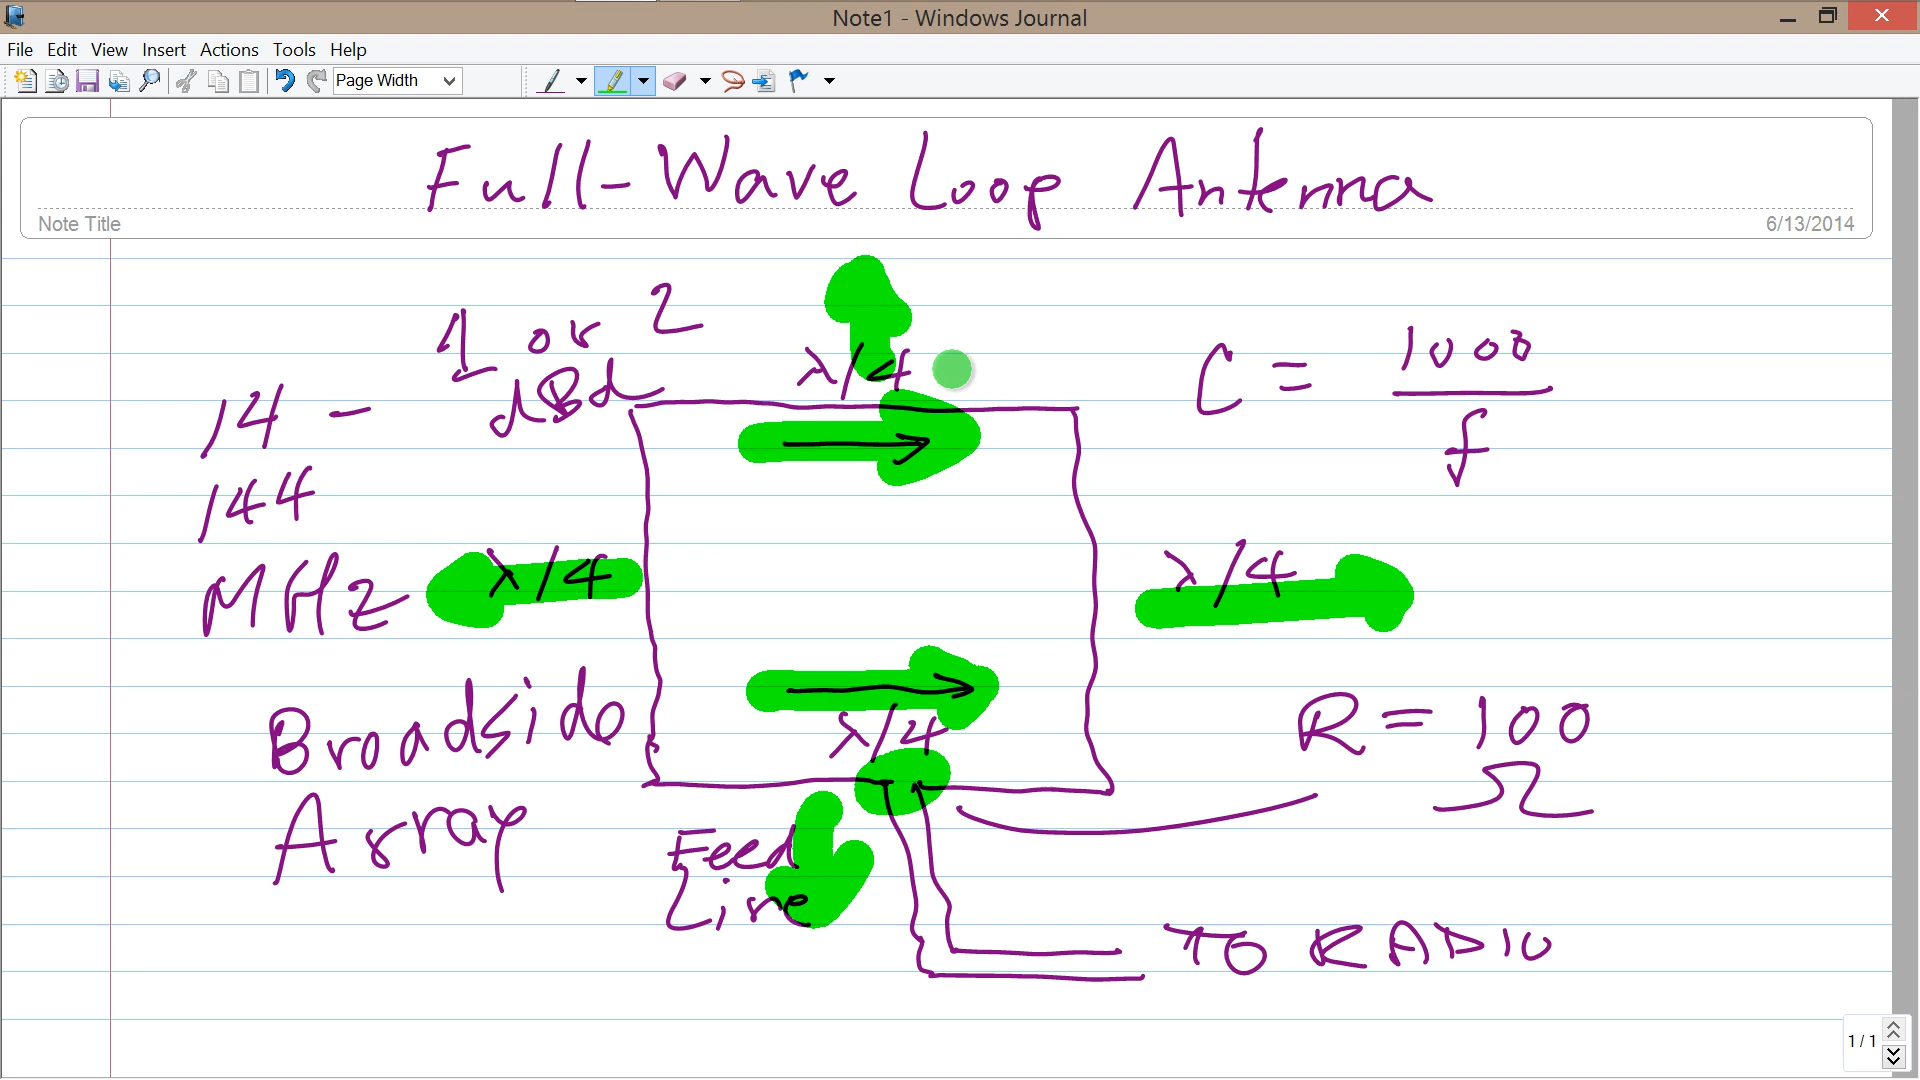 Note1 - Windows Journal
File Edit View Insert Actions Tools Help
Page Width
Full-Wave Loop Antenna
Note Title
6/13/2014
1 or 2
dBd
λ/4
C = 1000
f
14 -
144
MHz
λ/4
λ/4
λ/4
Broadside
Array
R = 100
Ω
Feed
Line
TO RADIO
1 / 1